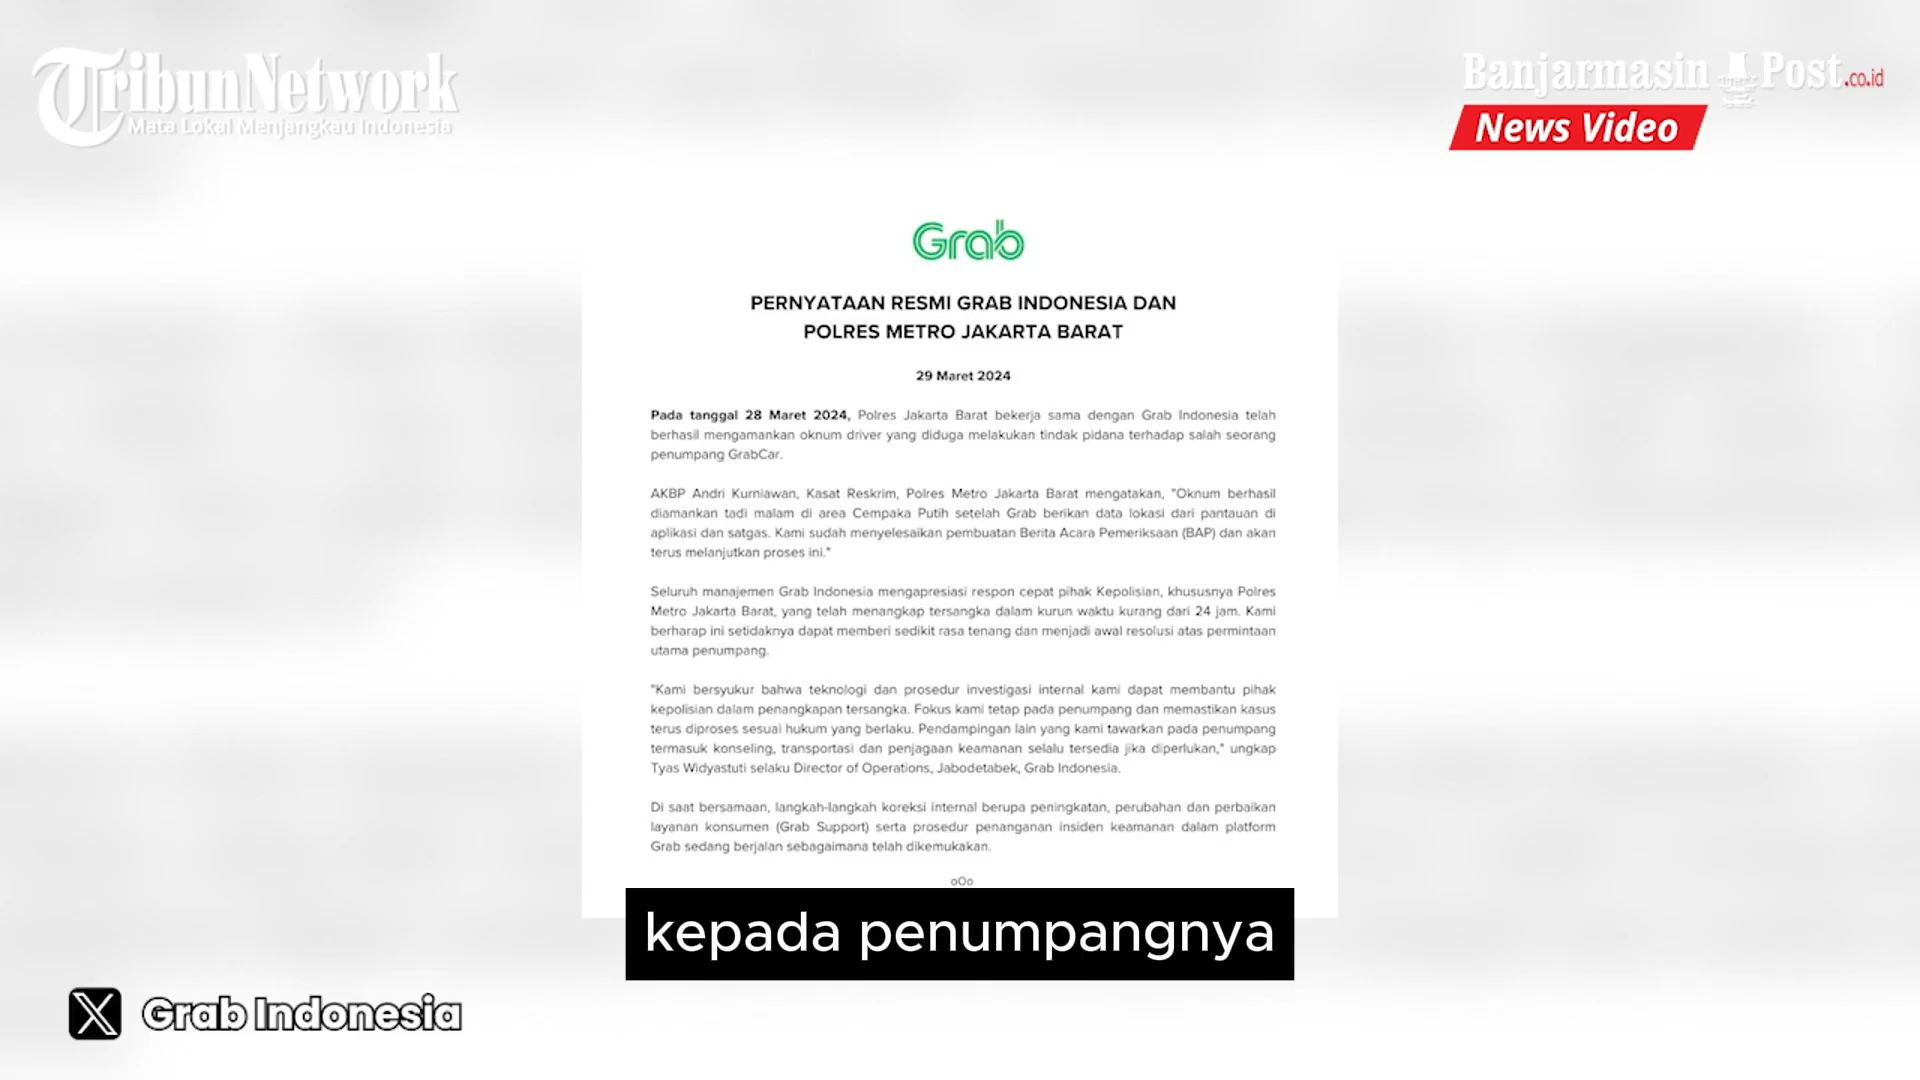 TribunNetwork
Mata Lokal Menjangkau Indonesia
Banjarmasin Post.co.id
News Video
Grab
PERNYATAAN RESMI GRAB INDONESIA DAN
POLRES METRO JAKARTA BARAT
29 Maret 2024
Pada tanggal 28 Maret 2024, Polres Jakarta Barat bekerja sama dengan Grab Indonesia telah
berhasil mengamankan oknum driver yang diduga melakukan tindak pidana terhadap salah seorang
penumpang GrabCar.
AKBP Andri Kurniawan, Kasat Reskrim, Polres Metro Jakarta Barat mengatakan, "Oknum berhasil
diamankan tadi malam di area Cempaka Putih setelah Grab berikan data lokasi dari pantauan di
aplikasi dan satgas. Kami sudah menyelesaikan pembuatan Berita Acara Pemeriksaan (BAP) dan akan
terus melanjutkan proses ini."
Seluruh manajemen Grab Indonesia mengapresiasi respon cepat pihak Kepolisian, khususnya Polres
Metro Jakarta Barat, yang telah menangkap tersangka dalam kurun waktu kurang dari 24 jam. Kami
berharap ini setidaknya dapat memberi sedikit rasa tenang dan menjadi awal resolusi atas permintaan
utama penumpang.
"Kami bersyukur bahwa teknologi dan prosedur investigasi internal kami dapat membantu pihak
kepolisian dalam penangkapan tersangka. Fokus kami tetap pada penumpang dan memastikan kasus
terus diproses sesuai hukum yang berlaku. Pendampingan lain yang kami tawarkan pada penumpang
termasuk konseling, transportasi dan penjagaan keamanan selalu tersedia jika diperlukan," ungkap
Tyas Widyastuti selaku Director of Operations, Jabodetabek, Grab Indonesia.
Di saat bersamaan, langkah-langkah koreksi internal berupa peningkatan, perubahan dan perbaikan
layanan konsumen (Grab Support) serta prosedur penanganan insiden keamanan dalam platform
Grab sedang berjalan sebagaimana telah dikemukakan.
oOo
kepada penumpangnya
X Grab Indonesia